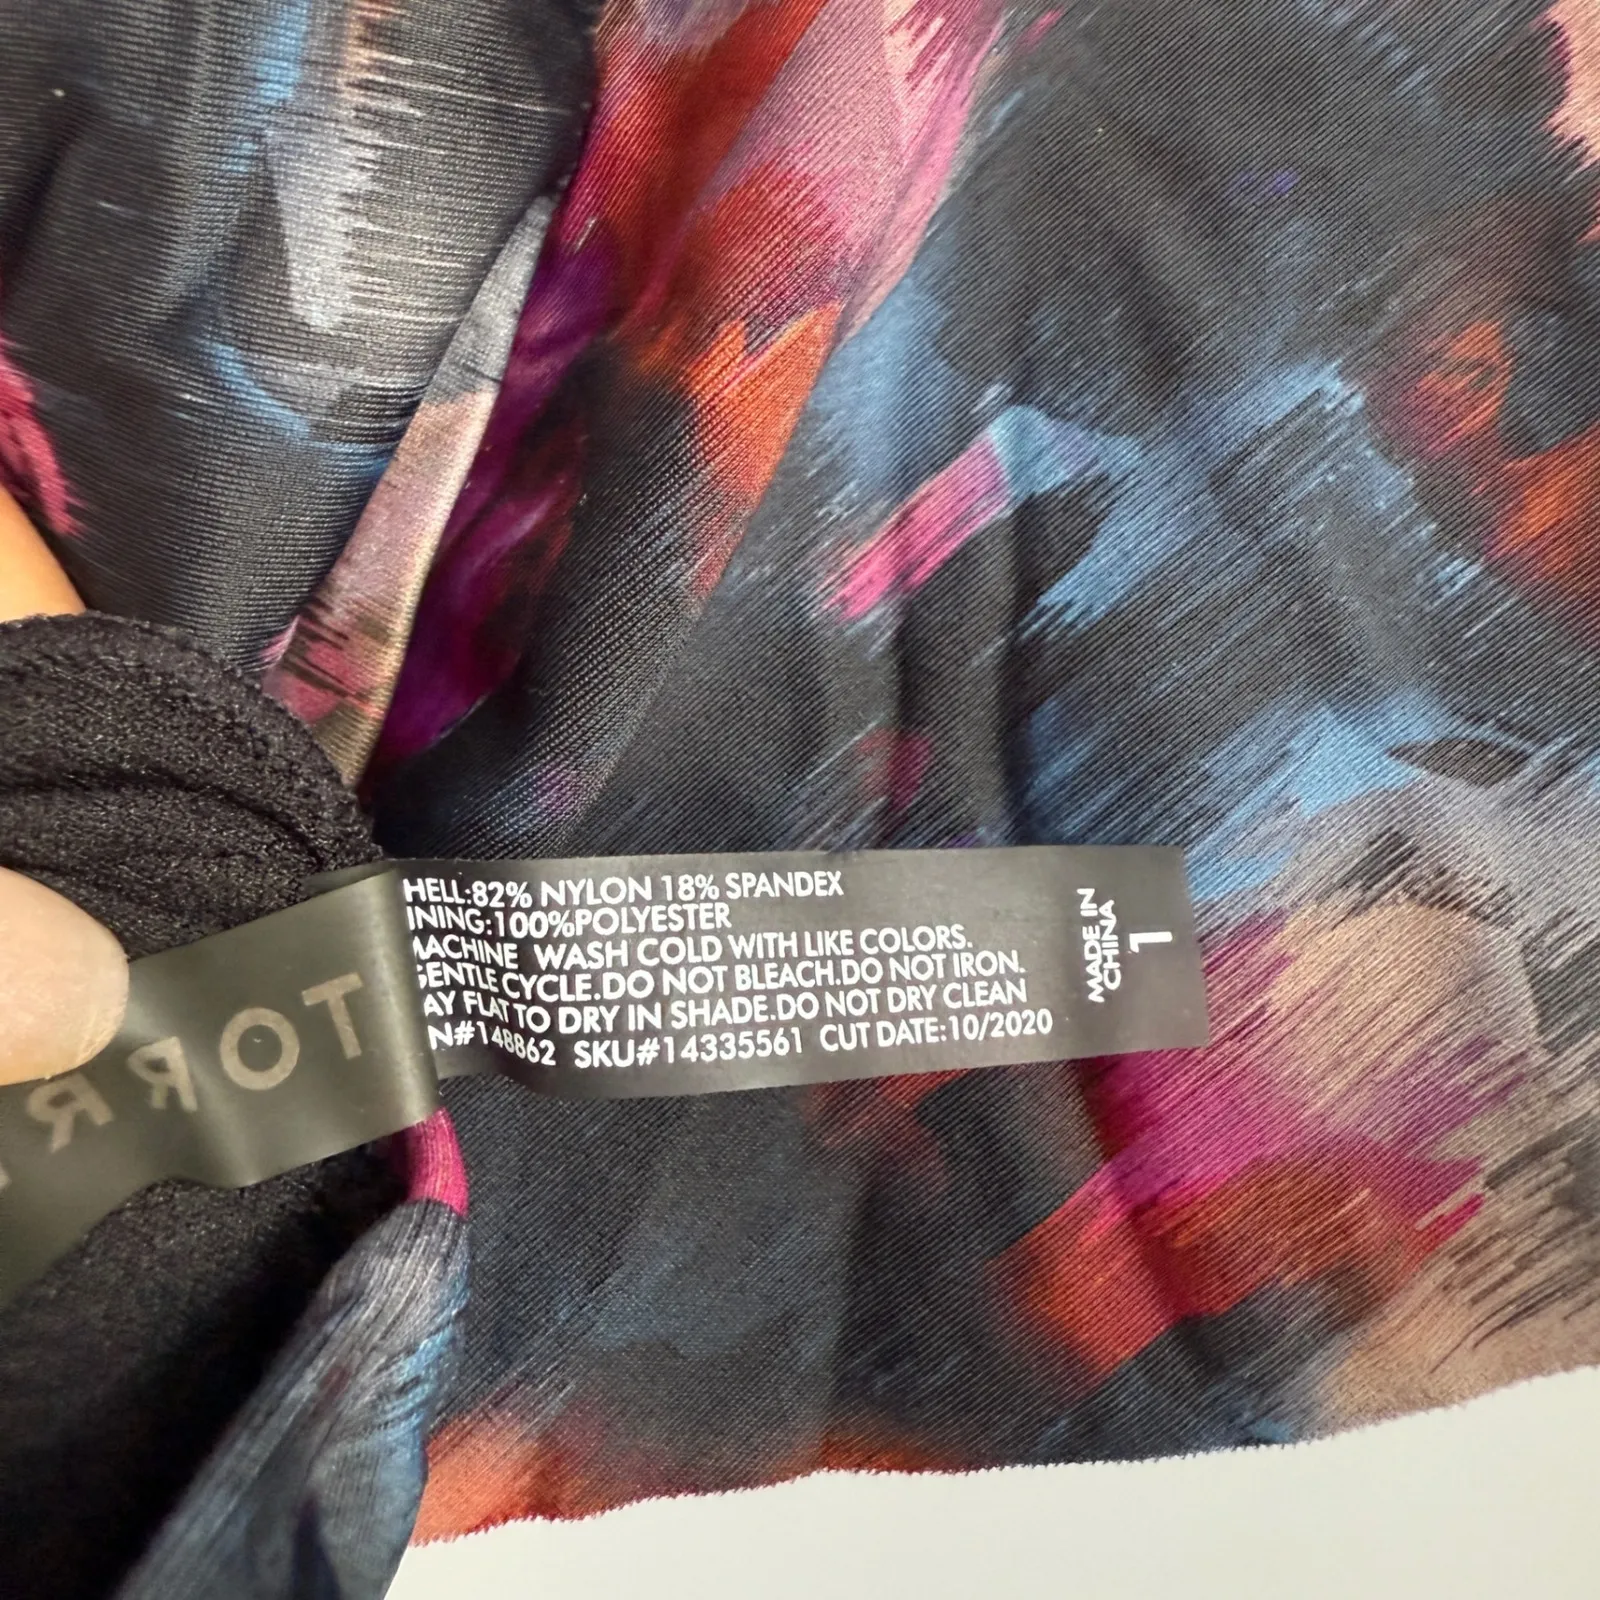 HELL:82% NYLON 18% SPANDEX
INING:100%POLYESTER
MACHINE WASH COLD WITH LIKE COLORS.
GENTLE CYCLE.DO NOT BLEACH.DO NOT IRON.
AY FLAT TO DRY IN SHADE.DO NOT DRY CLEAN
N#148862 SKU#14335561 CUT DATE:10/2020
MADE IN
CHINA
1
TORR